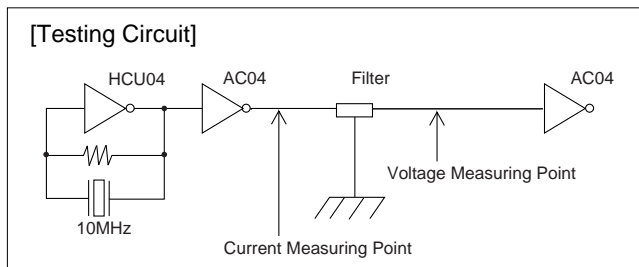 [Testing Circuit]
HCU04
AC04
Filter
AC04
10MHz
Voltage Measuring Point
Current Measuring Point